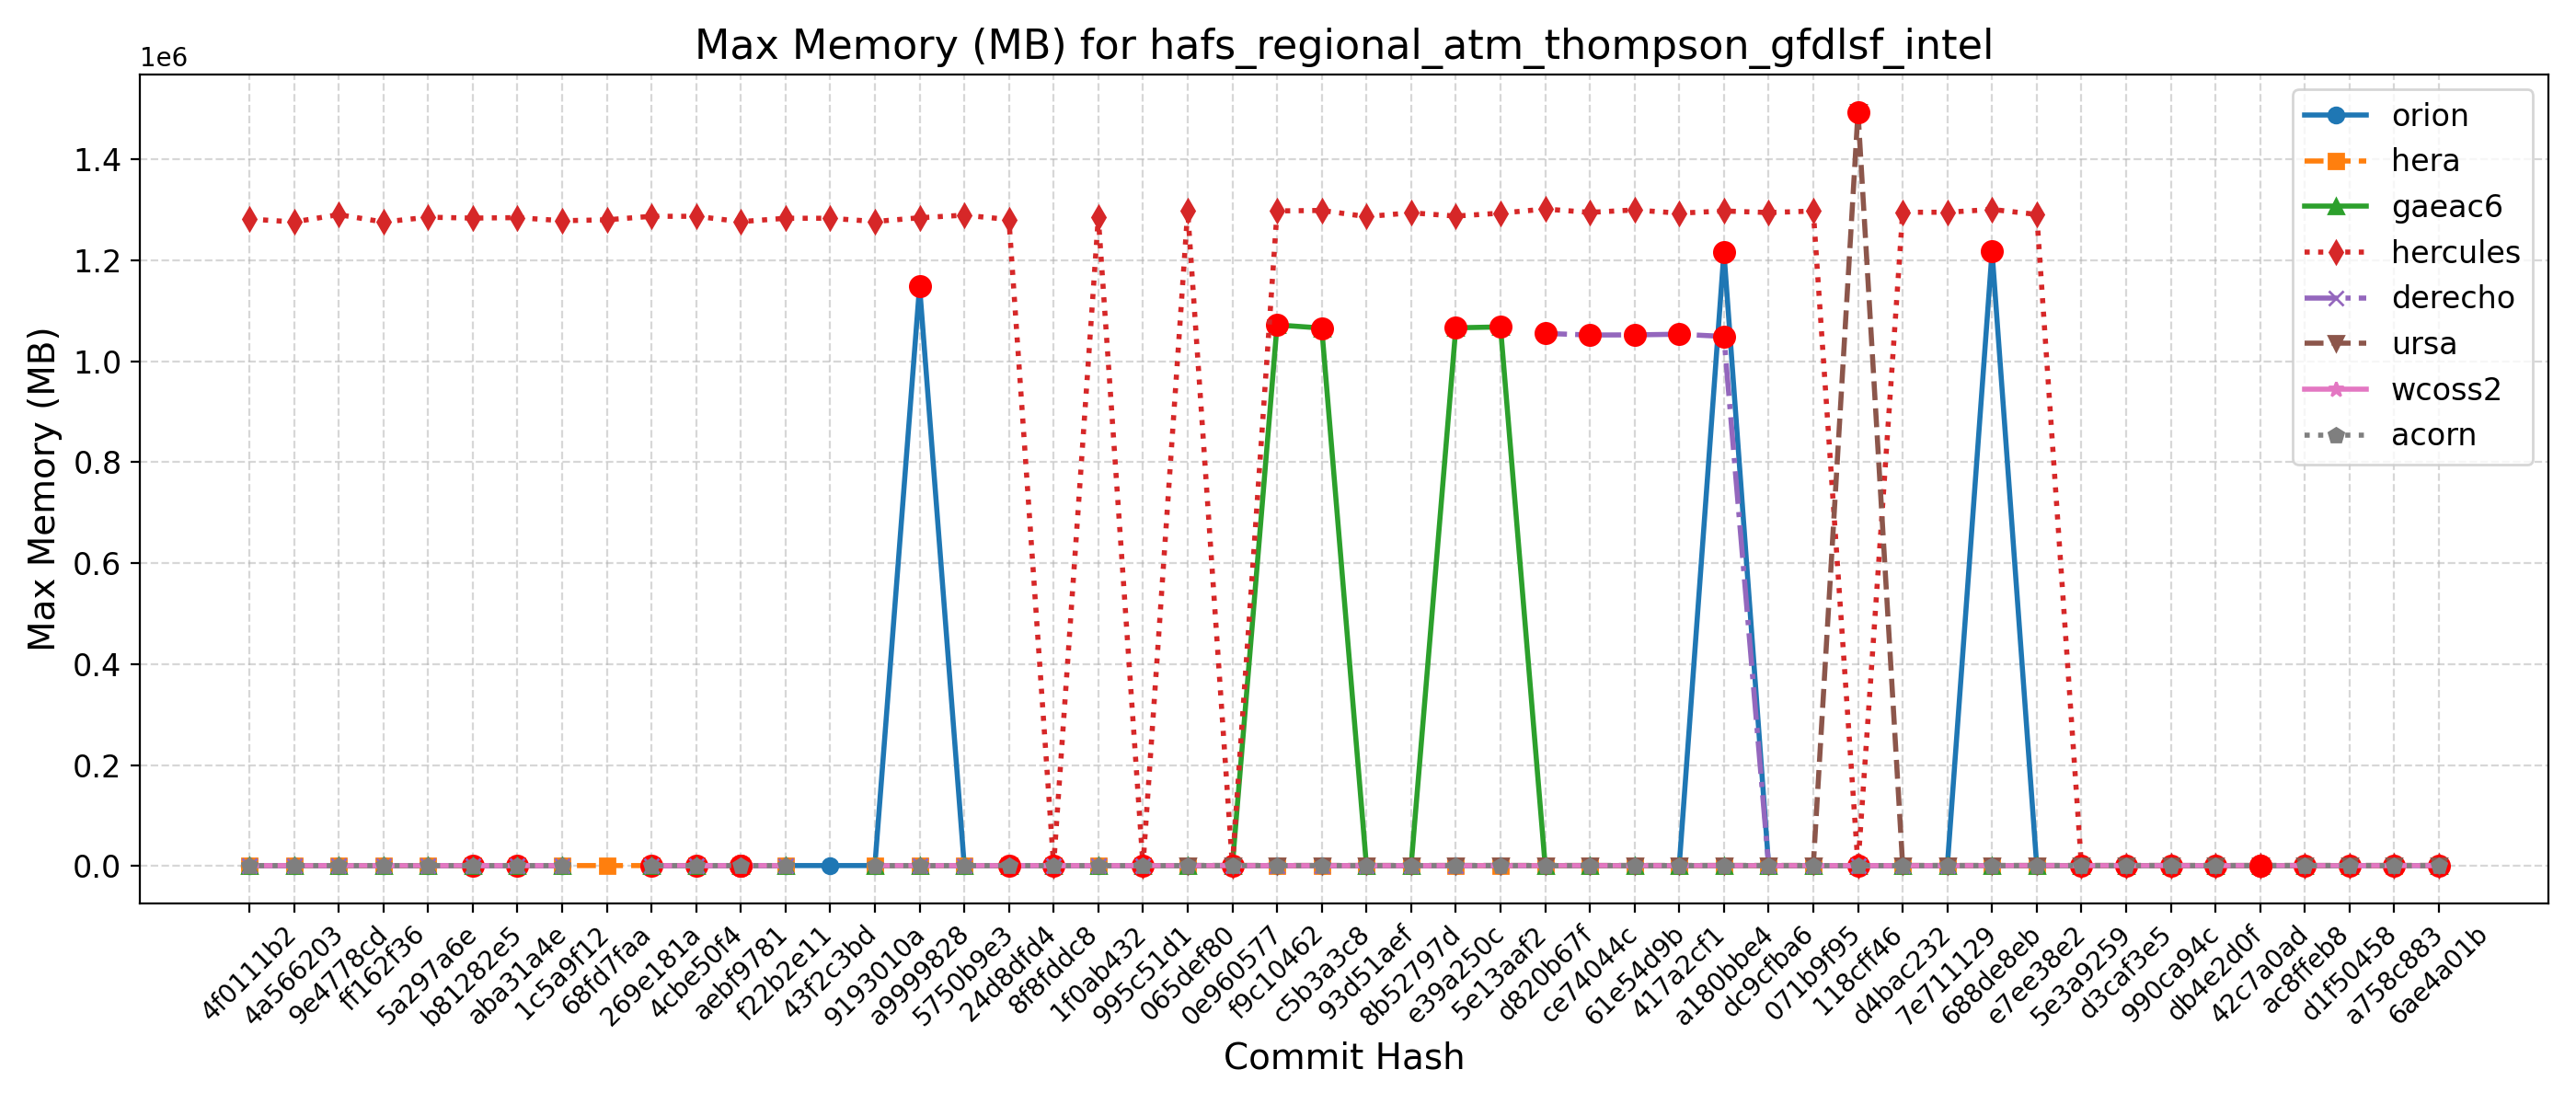 Max Memory (MB) for hafs_regional_atm_thompson_gfdlsf_intel
1e6
1.4
1.2
1.0
0.8
0.6
0.4
0.2
0.0
Max Memory (MB)
orion
hera
gaeac6
hercules
derecho
ursa
wcoss2
acorn
4f0111b2
4a566203
9e4778cd
ff162f36
5a297a6e
b81282e5
aba31a4e
1c5a9f12
68fd7faa
269e181a
4cbe50f4
aebf9781
f22b2e11
43f2c3bd
9193010a
a9999828
5750b9e3
24d8dfd4
8f8fddc8
1f0ab432
995c51d1
065def80
0e960577
f9c10462
c5b3a3c8
93d51aef
8b52797d
e39a250c
5e13aaf2
d820b67f
ce74044c
61e54d9b
417a2cf1
a180bbe4
dc9cfba6
071b9f95
118cff46
d4bac232
7e711129
688de8eb
e7ee38e2
5e3a9259
d3caf3e5
990ca94c
db4e2d0f
42c7a0ad
ac8ffeb8
d1f50458
a758c883
6ae4a01b
Commit Hash